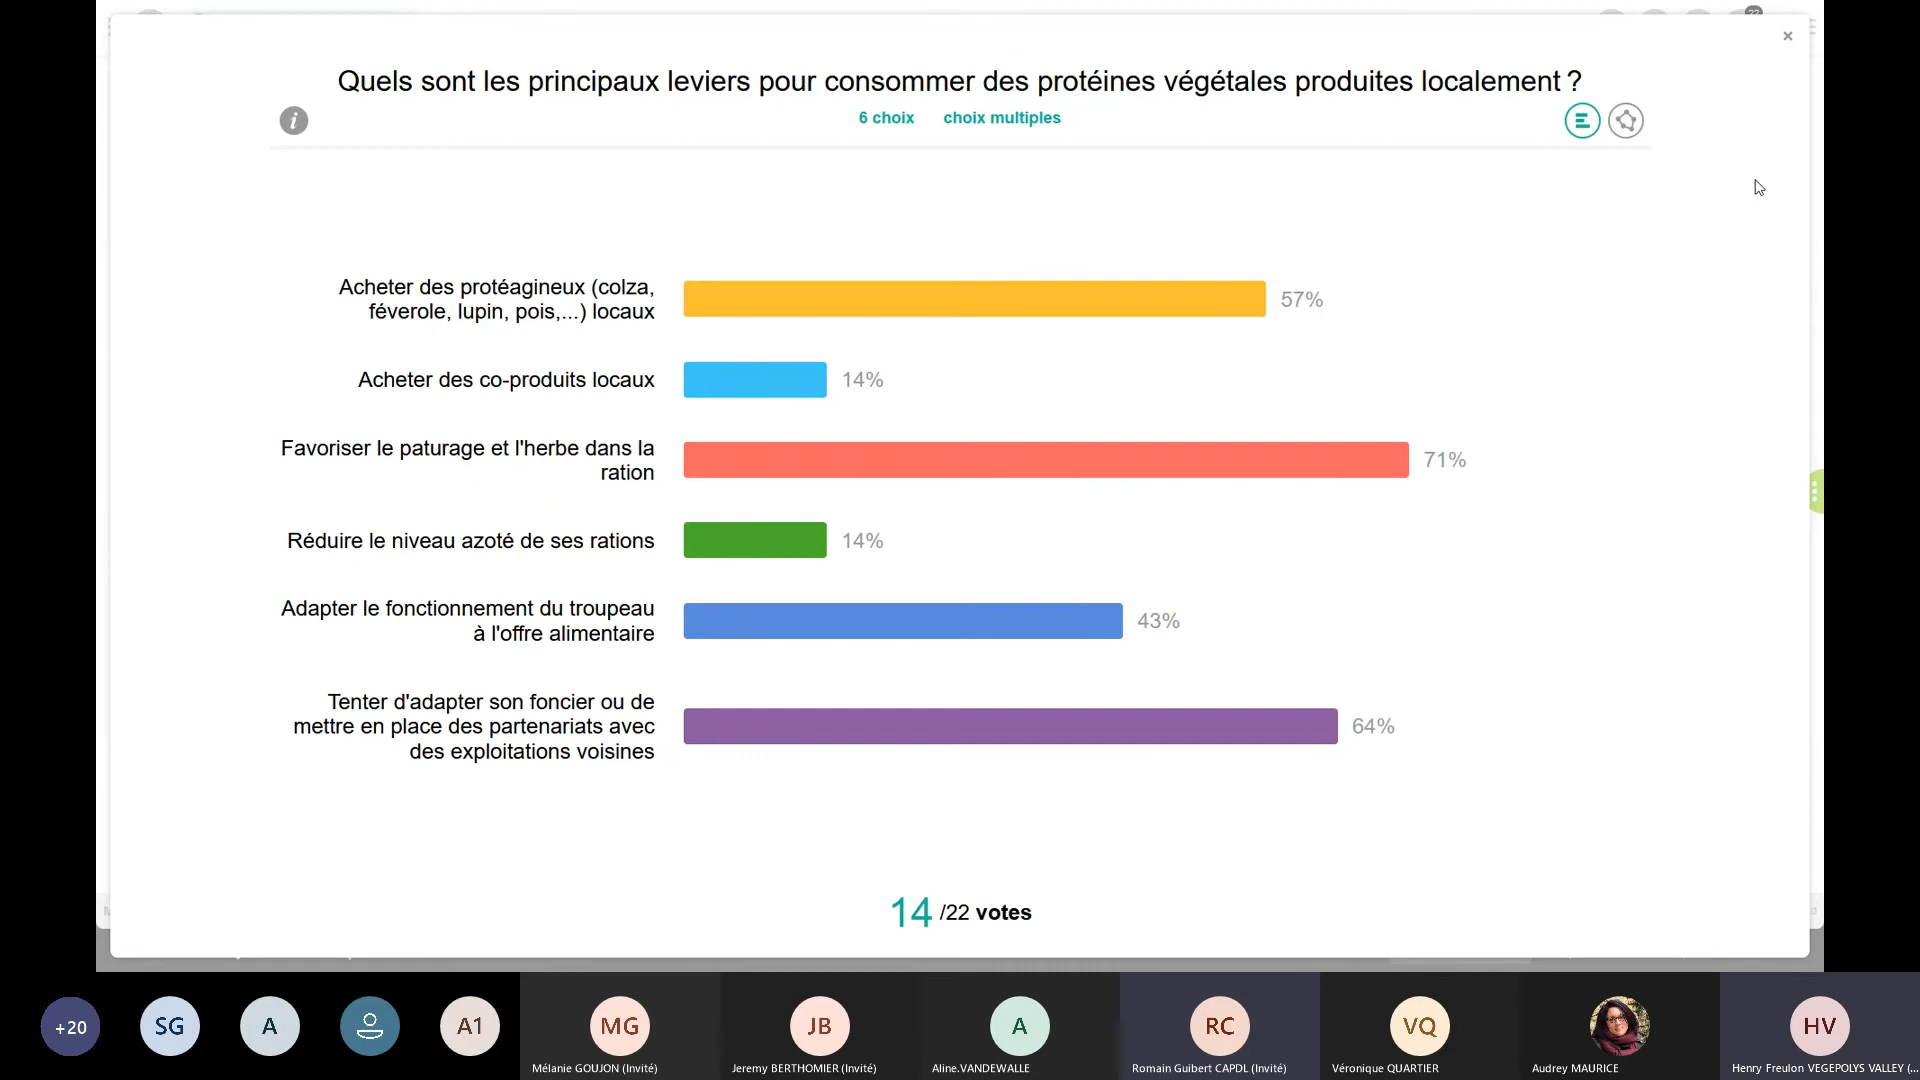 Quels sont les principaux leviers pour consommer des protéines végétales produites localement ?
6 choix choix multiples
Acheter des protéagineux (colza,
féverole, lupin, pois,...) locaux
57%
Acheter des co-produits locaux
14%
Favoriser le paturage et l'herbe dans la
ration
71%
Réduire le niveau azoté de ses rations
14%
Adapter le fonctionnement du troupeau
à l'offre alimentaire
43%
Tenter d'adapter son foncier ou de
mettre en place des partenariats avec
des exploitations voisines
64%
14 /22 votes
+20
SG
A
A1
MG
Mélanie GOUJON (Invité)
JB
Jeremy BERTHOMIER (Invité)
A
Aline.VANDEWALLE
RC
Romain Guibert CAPDL (Invité)
VQ
Véronique QUARTIER
Audrey MAURICE
HV
Henry Freulon VEGEPOLYS VALLEY (...